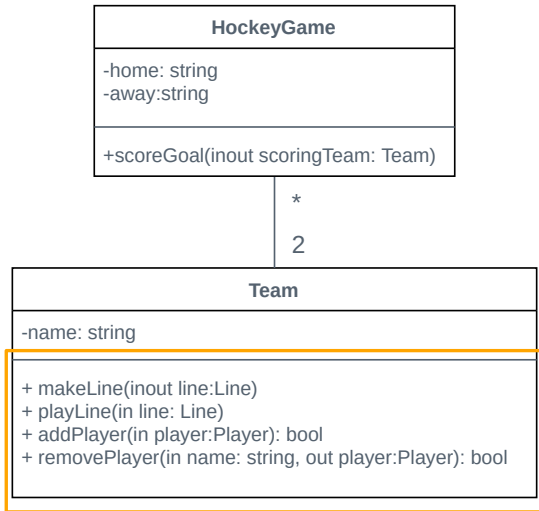 HockeyGame
-home: string
-away:string
+scoreGoal(inout scoringTeam: Team)
*
2
Team
-name: string
+ makeLine(inout line:Line)
+ playLine(in line: Line)
+ addPlayer(in player:Player): bool
+ removePlayer(in name: string, out player:Player): bool